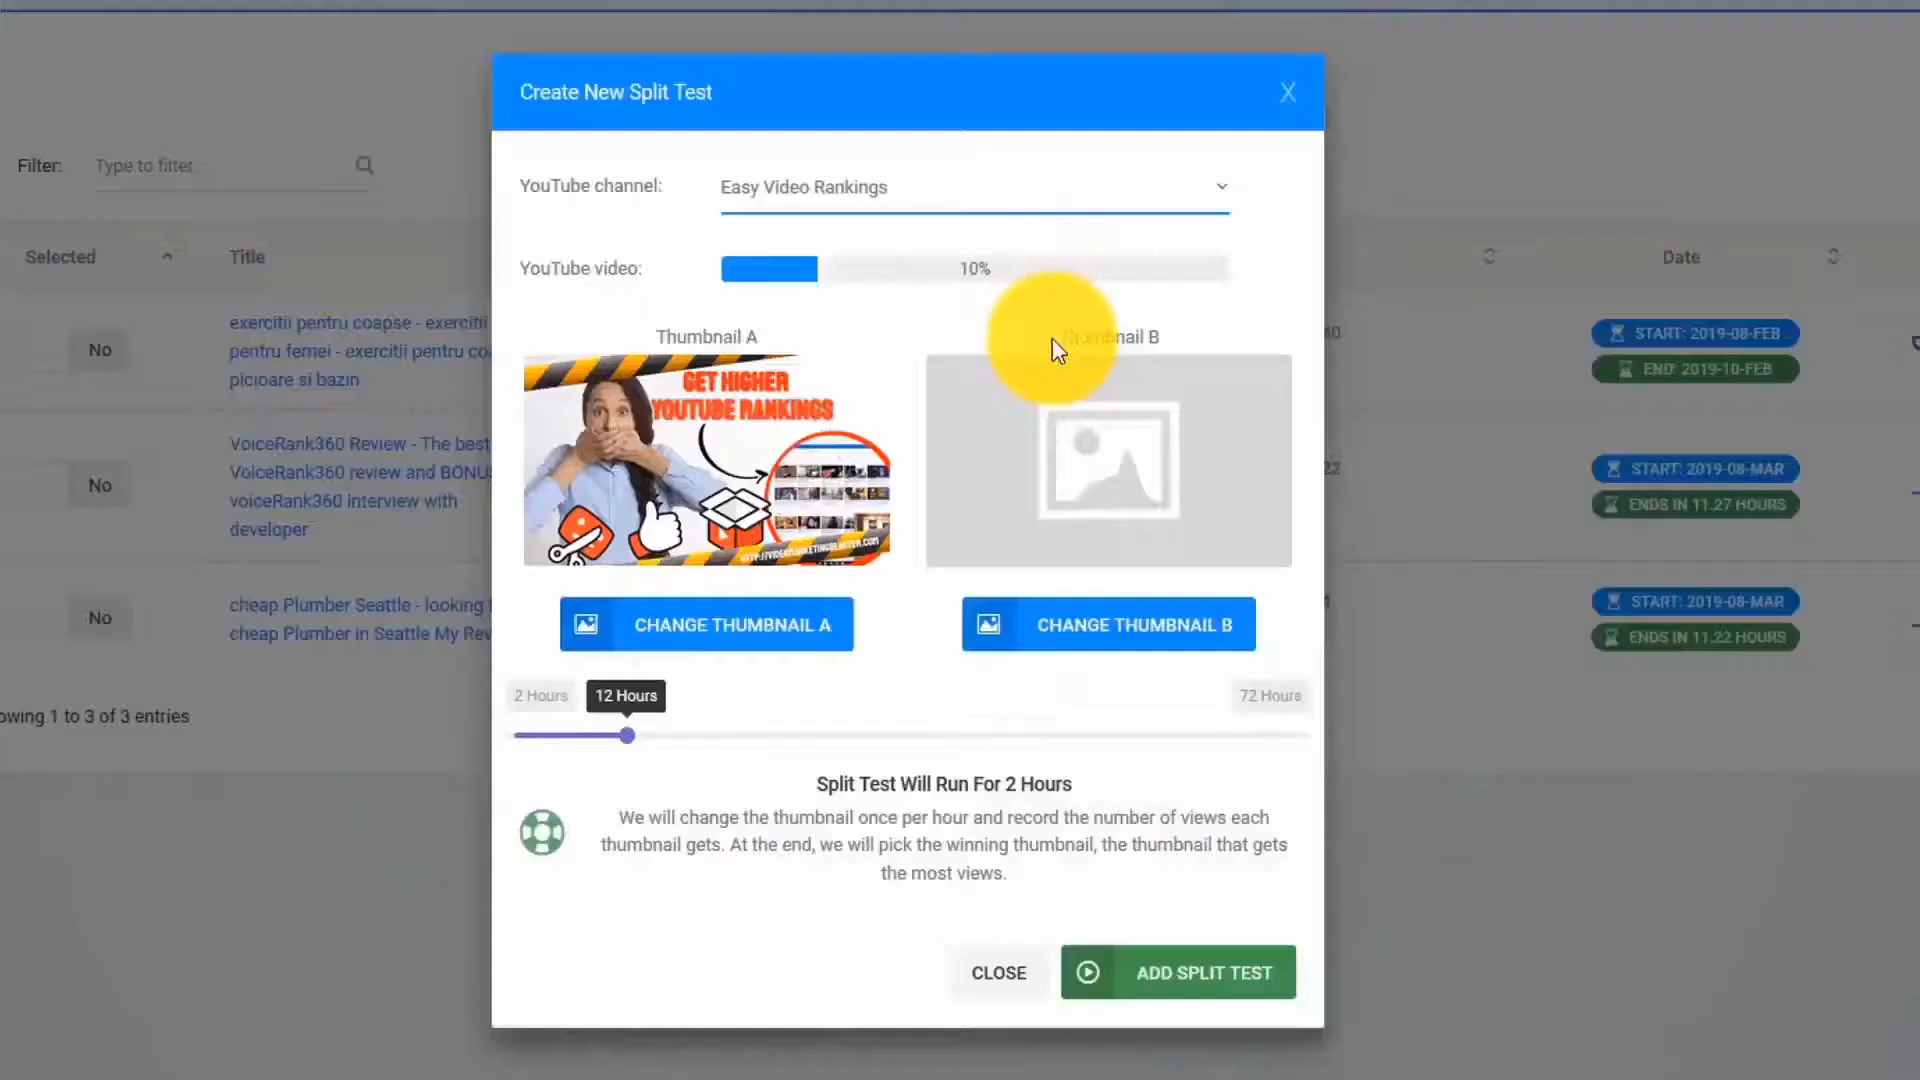 Create New Split Test
X
Filter:
Type to filter
YouTube channel:
Easy Video Rankings
YouTube video:
10%
Selected
Title
Date
Thumbnail A
Thumbnail B
GET HIGHER
YOUTUBE RANKINGS
No
exercitii pentru coapse - exercitii
pentru femei - exercitii pentru
picioare si bazin
START: 2019-08-FEB
END: 2019-10-FEB
No
VoiceRank360 Review - The best
VoiceRank360 review and BONUS
voiceRank360 interview with
developer
22
START: 2019-08-MAR
ENDS IN 11.27 HOURS
No
cheap Plumber Seattle - looking
cheap Plumber in Seattle My
START: 2019-08-MAR
ENDS IN 11.22 HOURS
CHANGE THUMBNAIL A
CHANGE THUMBNAIL B
2 Hours
12 Hours
72 Hours
owing 1 to 3 of 3 entries
Split Test Will Run For 2 Hours
We will change the thumbnail once per hour and record the number of views each
thumbnail gets. At the end, we will pick the winning thumbnail, the thumbnail that gets
the most views.
CLOSE
ADD SPLIT TEST